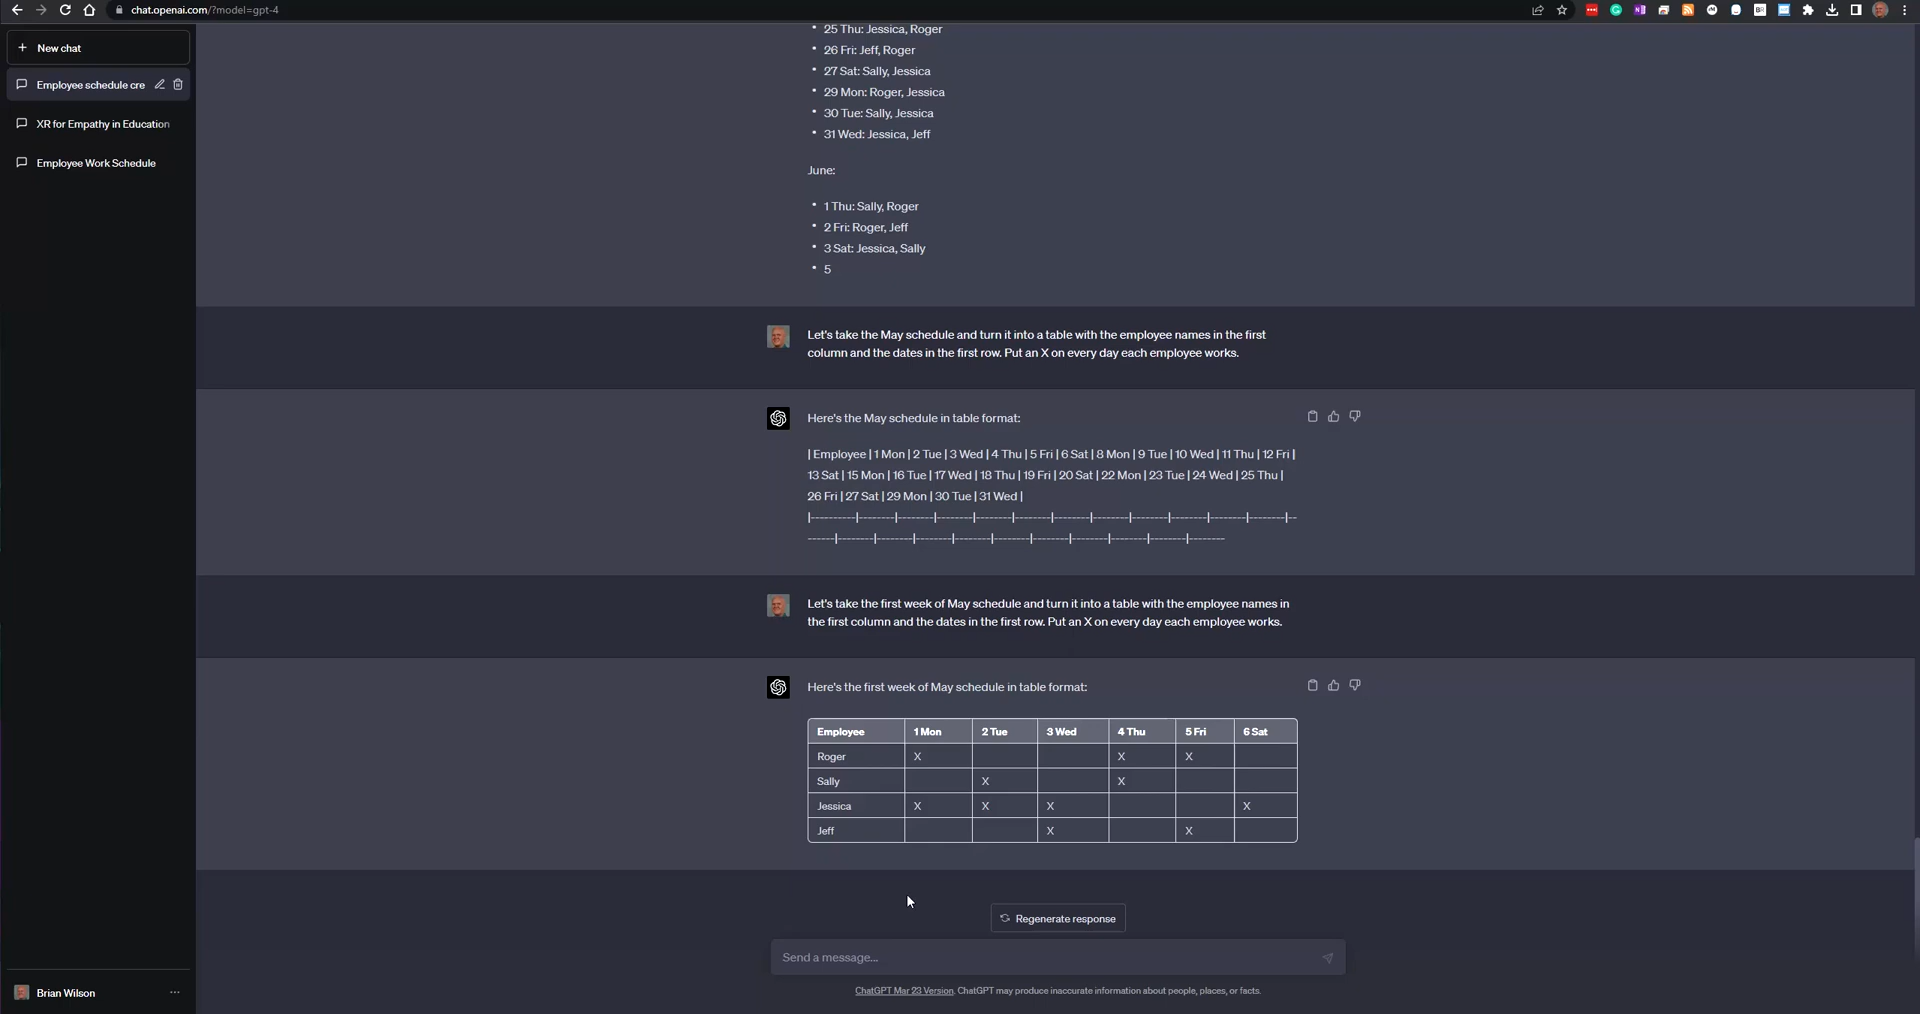 chat.openai.com/?model=gpt-4
New chat
Employee schedule cre
XR for Empathy in Education
Employee Work Schedule
• 25 Thu: Jessica, Roger
• 26 Fri: Jeff, Roger
• 27 Sat: Sally, Jessica
• 29 Mon: Roger, Jessica
• 30 Tue: Sally, Jessica
• 31 Wed: Jessica, Jeff
June:
• 1 Thu: Sally, Roger
• 2 Fri: Roger, Jeff
• 3 Sat: Jessica, Sally
• 5
Let's take the May schedule and turn it into a table with the employee names in the first
column and the dates in the first row. Put an X on every day each employee works.
Here's the May schedule in table format:
| Employee | 1 Mon | 2 Tue | 3 Wed | 4 Thu | 5 Fri | 6 Sat | 8 Mon | 9 Tue | 10 Wed | 11 Thu | 12 Fri |
13 Sat | 15 Mon | 16 Tue | 17 Wed | 18 Thu | 19 Fri | 20 Sat | 22 Mon | 23 Tue | 24 Wed | 25 Thu |
26 Fri | 27 Sat | 29 Mon | 30 Tue | 31 Wed |
|----------|--------|--------|--------|--------|--------|--------|--------|--------|--------|--------|--------|--
------|--------|--------|--------|--------|--------|--------|--------|--------|--------|--------
Let's take the first week of May schedule and turn it into a table with the employee names in
the first column and the dates in the first row. Put an X on every day each employee works.
Here's the first week of May schedule in table format:
Employee 1 Mon 2 Tue 3 Wed 4 Thu 5 Fri 6 Sat
Roger X X X
Sally X X
Jessica X X X X
Jeff X X
Regenerate response
Send a message...
ChatGPT Mar 23 Version. ChatGPT may produce inaccurate information about people, places, or facts.
Brian Wilson ...